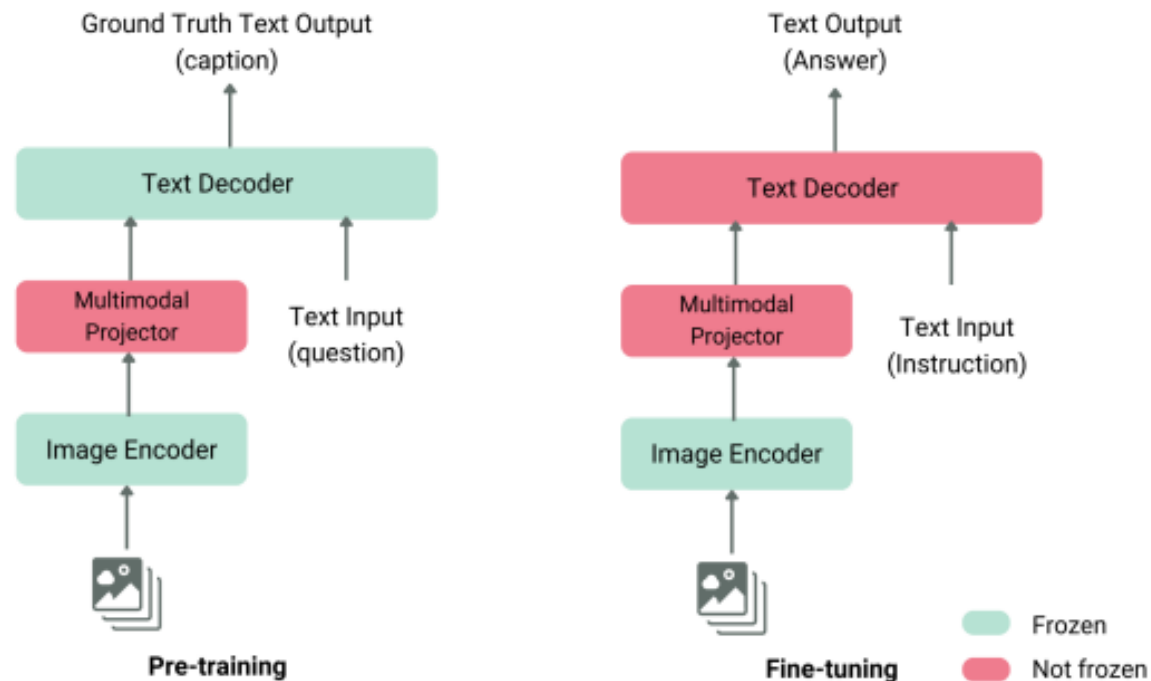 Ground Truth Text Output
(caption)
Text Decoder
Multimodal
Projector
Text Input
(question)
Image Encoder
Pre-training
Text Output
(Answer)
Text Decoder
Multimodal
Projector
Text Input
(Instruction)
Image Encoder
Fine-tuning
Frozen
Not frozen